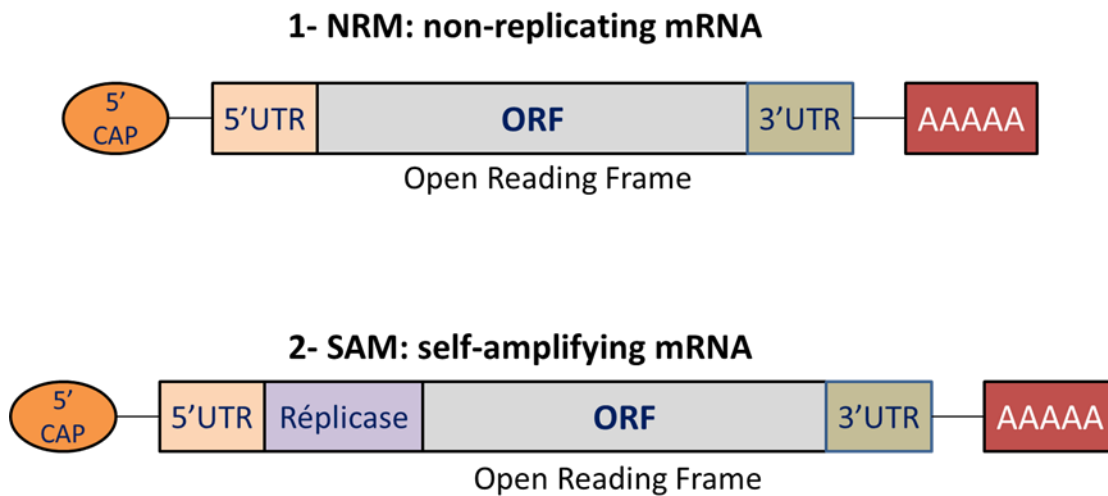 1- NRM: non-replicating mRNA
5’
CAP
5’UTR
ORF
3’UTR
AAAAA
Open Reading Frame
2- SAM: self-amplifying mRNA
5’
CAP
5’UTR
Réplicase
ORF
3’UTR
AAAAA
Open Reading Frame